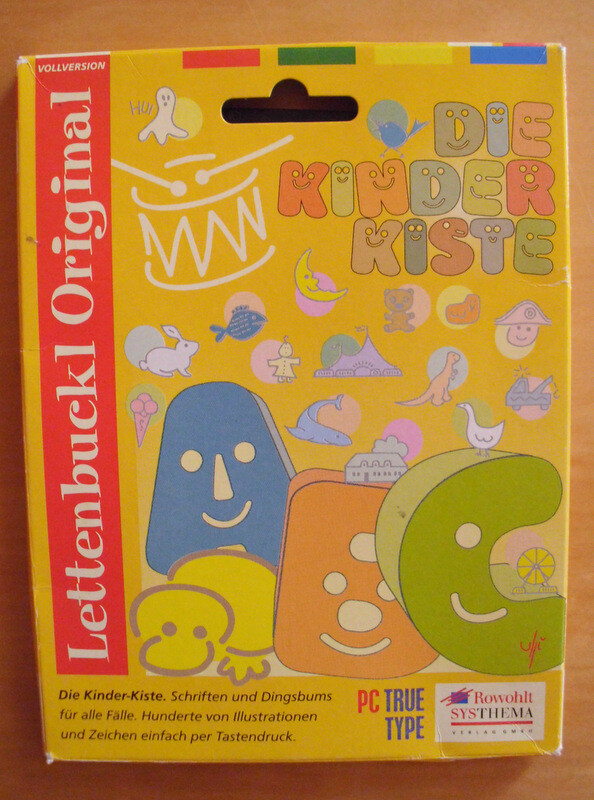 VOLLVERSION
Lettenbuckl Original
HUI
DIE
KINDER
KISTE
Die Kinder-Kiste. Schriften und Dingsbums
für alle Fälle. Hunderte von Illustrationen
und Zeichen einfach per Tastendruck.
PC TRUE
TYPE
Rowohlt
SYSTHEMA
VERLAG GMBH